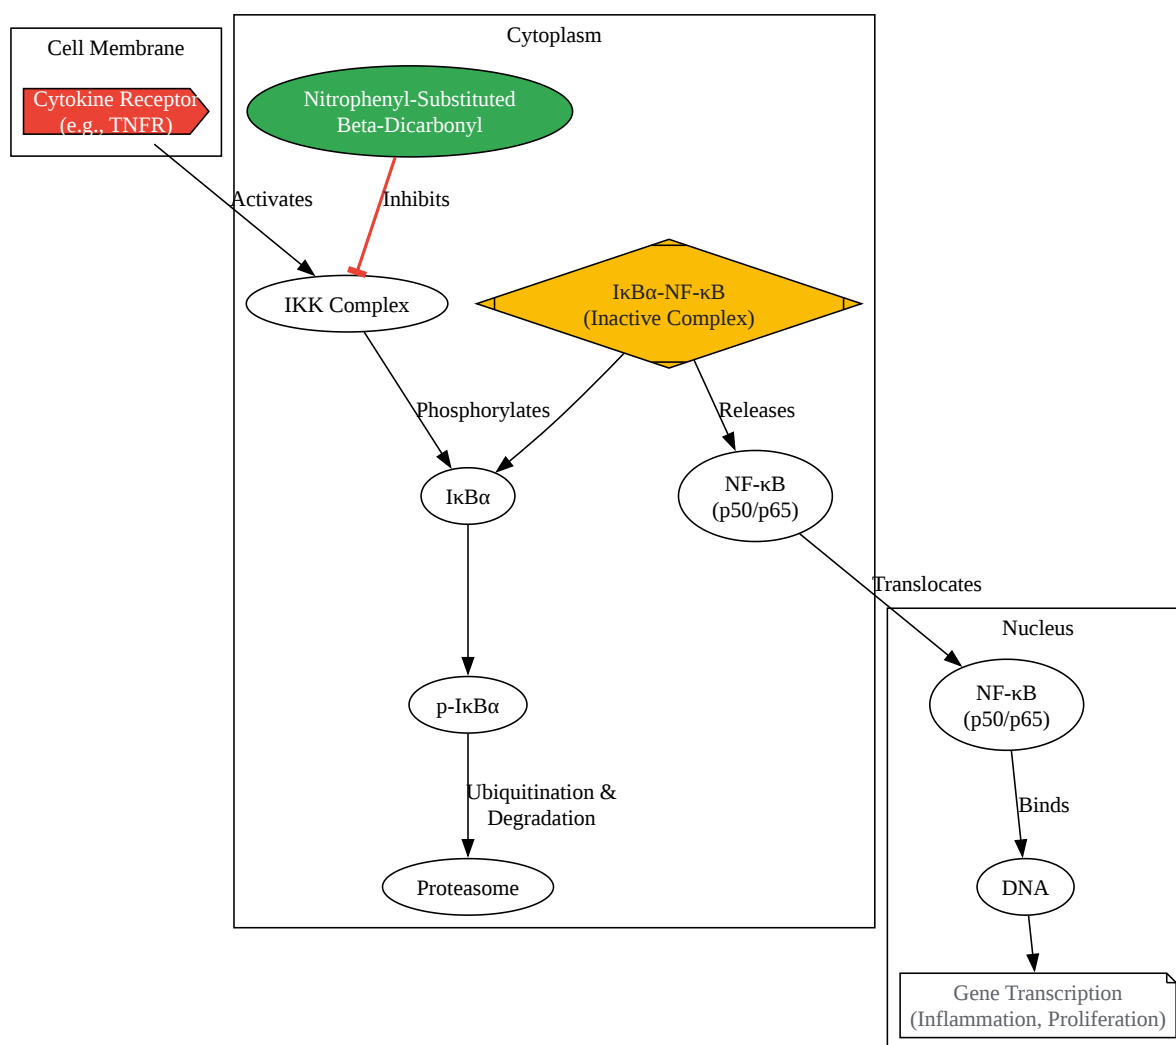 Cell Membrane
Cytokine Receptor
(e.g., TNFR)
Cytoplasm
Nitrophenyl-Substituted
Beta-Dicarbonyl
Activates
Inhibits
IKK Complex
IκBα-NF-κB
(Inactive Complex)
Phosphorylates
Releases
IκBα
NF-κB
(p50/p65)
Translocates
Nucleus
p-IκBα
NF-κB
(p50/p65)
Ubiquitination &
Degradation
Binds
Proteasome
DNA
Gene Transcription
(Inflammation, Proliferation)